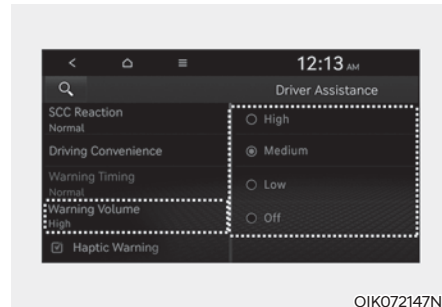 12:13 AM
Driver Assistance
SCC Reaction
Normal
Driving Convenience
Warning Timing
Normal
Warning Volume
High
Haptic Warning
High
Medium
Low
Off
OIK072147N